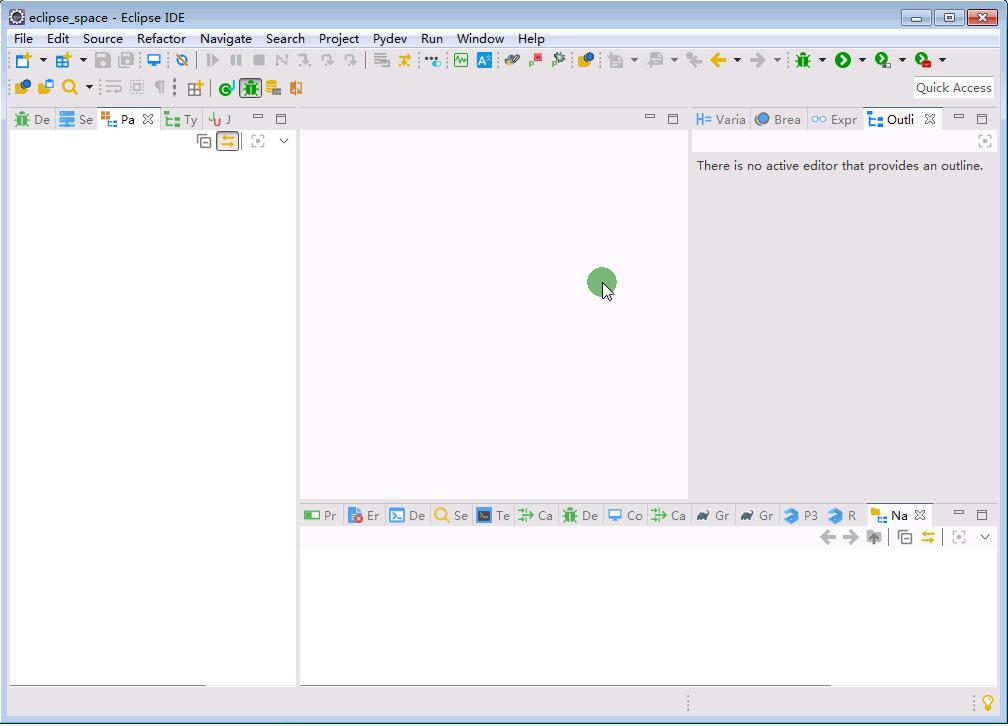 eclipse_space - Eclipse IDE
File Edit Source Refactor Navigate Search Project Pydev Run Window Help
Quick Access
De Se Pa Ty J
Varia Brea Expr Outli
There is no active editor that provides an outline.
Pr Er De Se Te Ca De Co Ca Gr Gr P3 R Na